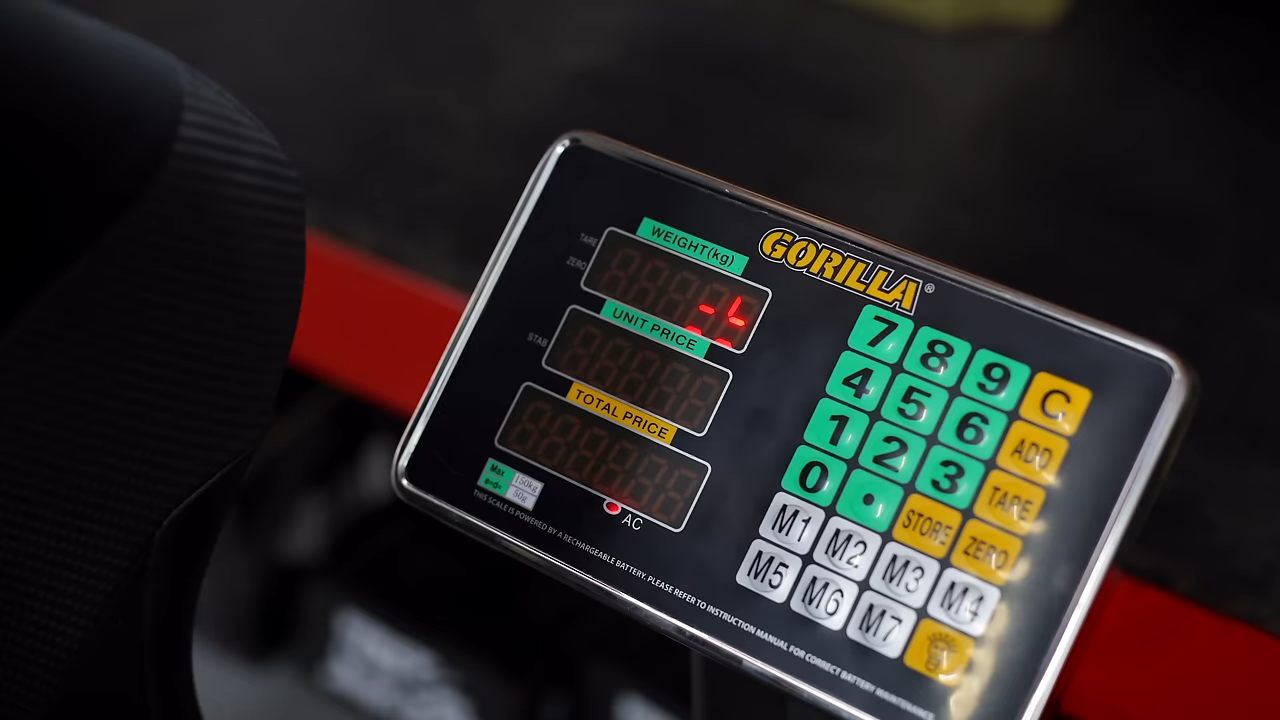 GORILLA®
TARE
ZERO
WEIGHT(kg)
UNIT PRICE
STAB
TOTAL PRICE
Max 150kg
e=d= 50g
AC
THIS SCALE IS POWERED BY A RECHARGEABLE BATTERY. PLEASE REFER TO INSTRUCTION MANUAL FOR CORRECT BATTERY MAINTENANCE
7 8 9 C
4 5 6 ADD
1 2 3 TARE
0 . STORE ZERO
M1 M2 M3 M4
M5 M6 M7